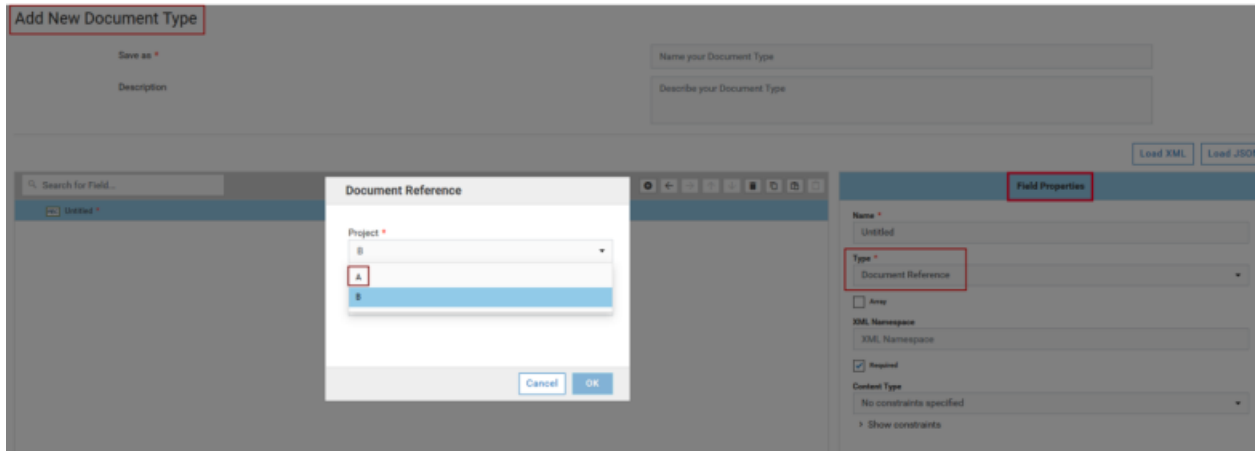 Add New Document Type
Save as *
Name your Document Type
Description
Describe your Document Type
Load XML
Load JSON
Search for Field...
Untitled *
Document Reference
Project *
B
A
B
Cancel
OK
Field Properties
Name *
Untitled
Type *
Document Reference
Array
XML Namespace
XML Namespace
Required
Content Type
No constraints specified
Show constraints